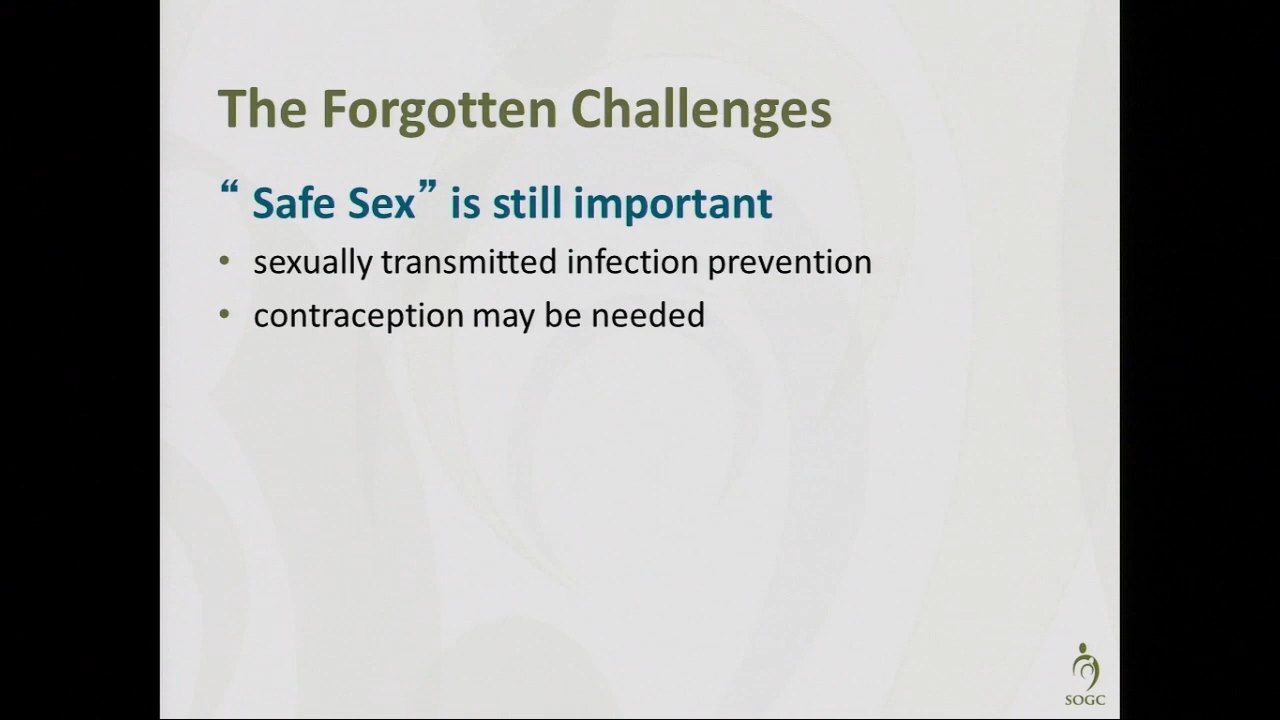 The Forgotten Challenges
“ Safe Sex” is still important
• sexually transmitted infection prevention
• contraception may be needed
SOGC